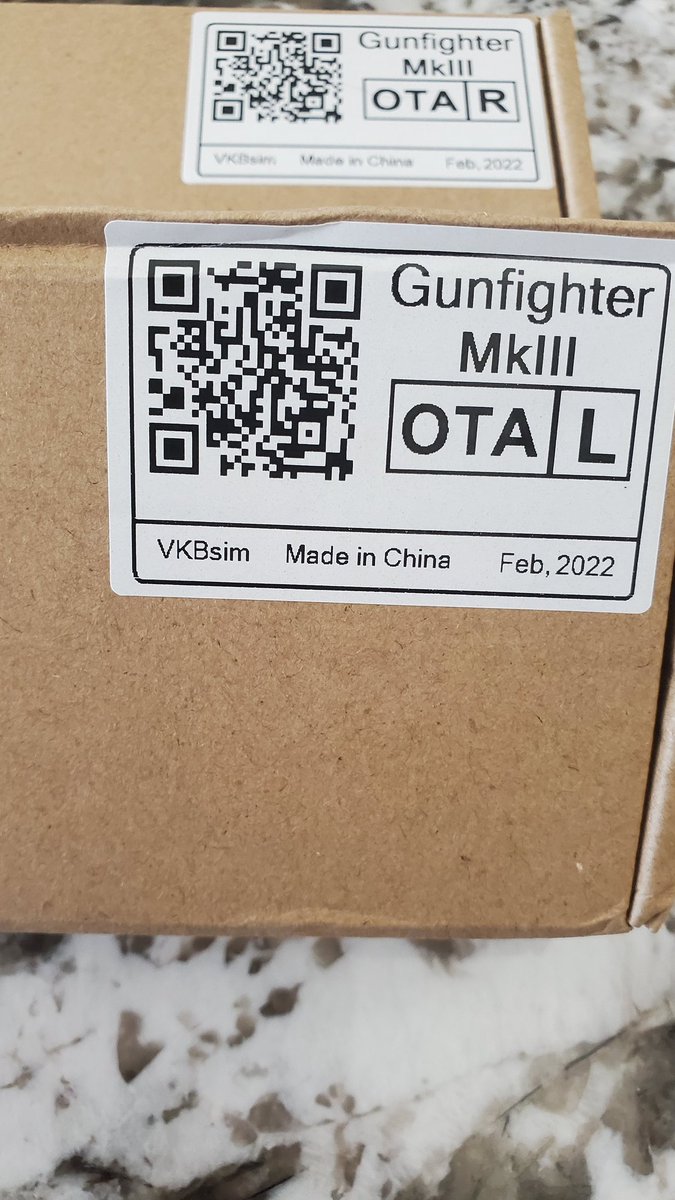 Gunfighter
MkIII
OTA R
VKBsim Made in China Feb, 2022
Gunfighter
MkIII
OTA L
VKBsim Made in China Feb, 2022